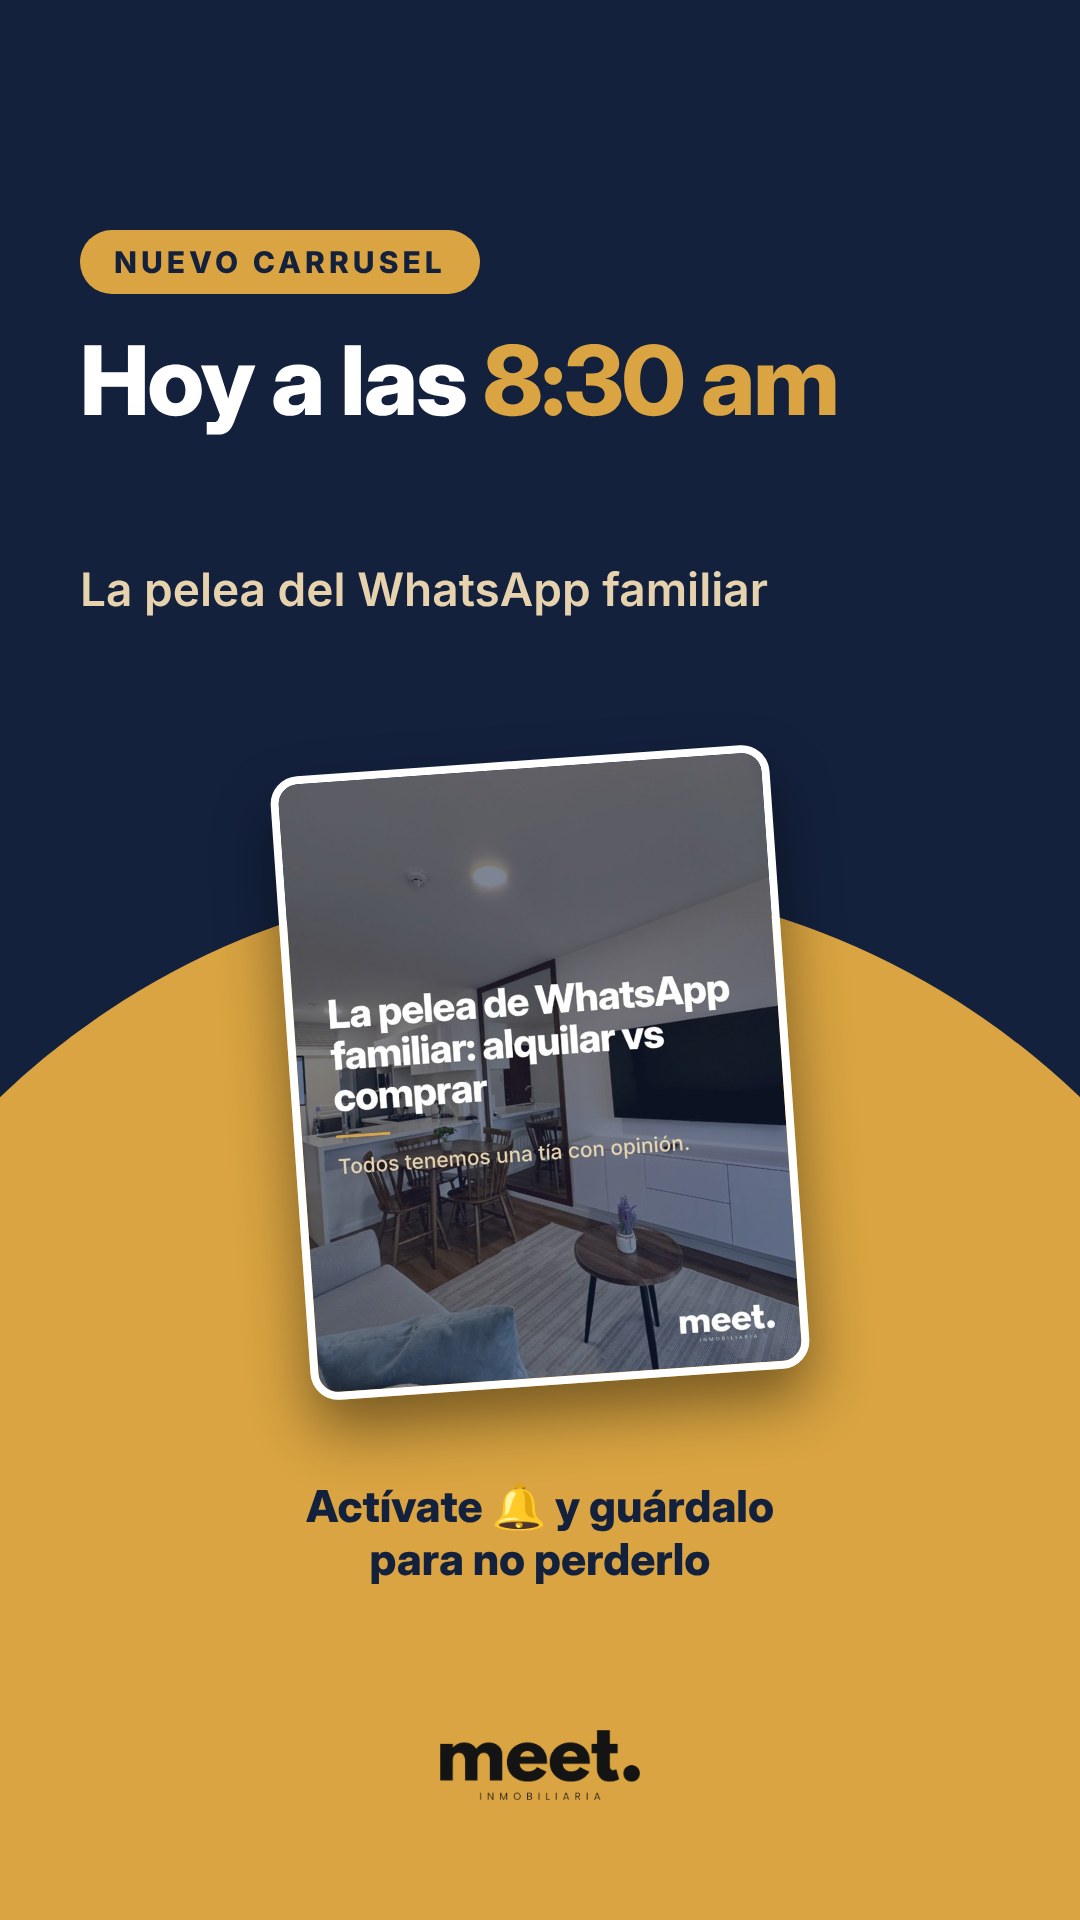 NUEVO CARRUSEL
Hoy a las 8:30 am
La pelea del WhatsApp familiar
La pelea de WhatsApp
familiar: alquilar vs
comprar
Todos tenemos una tía con opinión.
meet.
INMOBILIARIA
Actívate 🔔 y guárdalo
para no perderlo
meet.
INMOBILIARIA